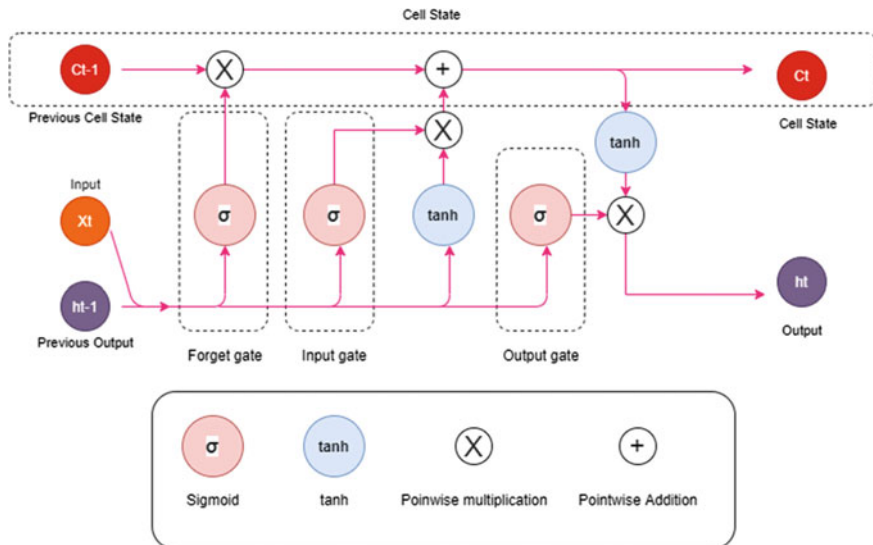 Cell State
Ct-1
X
+
Ct
Previous Cell State
Cell State
X
tanh
Input
Xt
σ
σ
tanh
σ
X
ht-1
ht
Previous Output
Output
Forget gate
Input gate
Output gate
σ
tanh
X
+
Sigmoid
tanh
Poinwise multiplication
Pointwise Addition